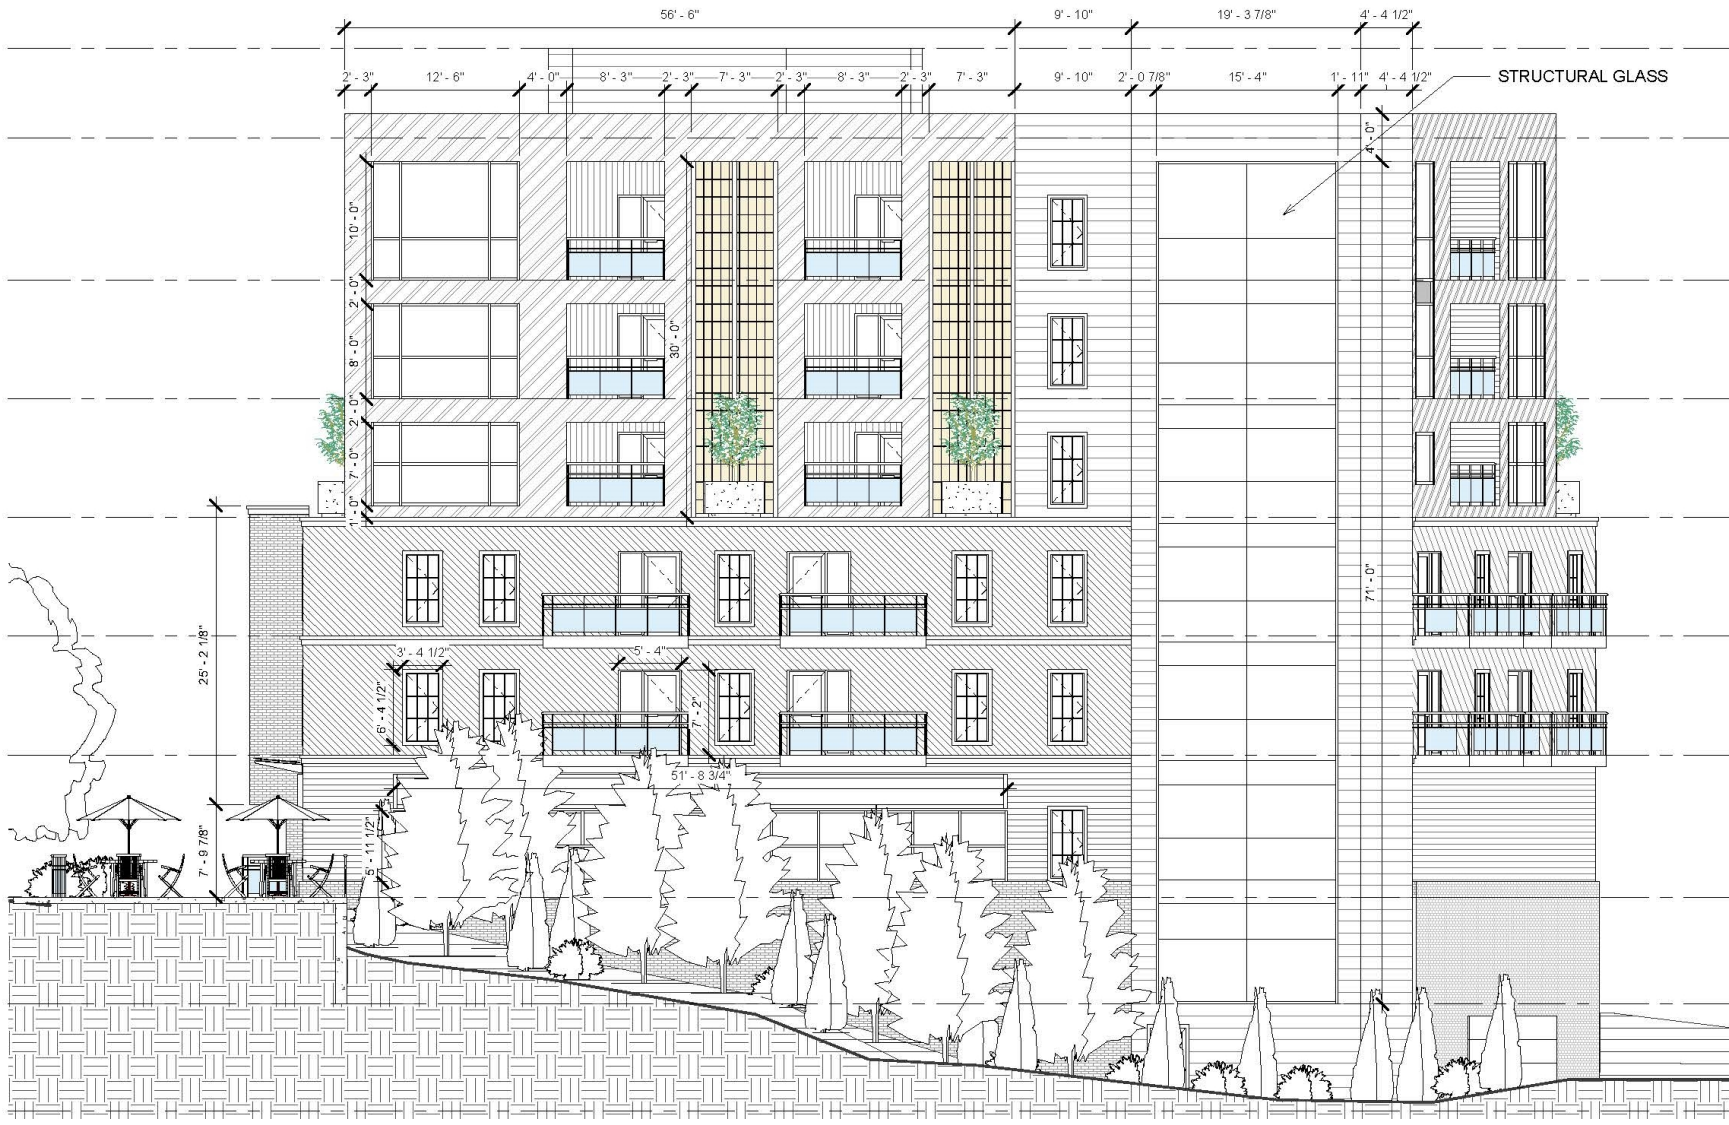 56' - 6"
9' - 10"
19' - 3 7/8"
4' - 4 1/2"
2' - 3"
12' - 6"
4' - 0"
8' - 3"
2' - 3"
7' - 3"
2' - 3"
8' - 3"
2' - 3"
7' - 3"
9' - 10"
2' - 0 7/8"
15' - 4"
1' - 11"
4' - 4 1/2"
STRUCTURAL GLASS
4' - 0"
10' - 0"
2' - 0"
8' - 0"
30' - 0"
2' - 0"
7' - 0"
1' - 0"
71' - 0"
25' - 2 1/8"
3' - 4 1/2"
5' - 4"
6' - 4 1/2"
7' - 2"
51' - 8 3/4"
5' - 11 1/2"
7' - 9 7/8"